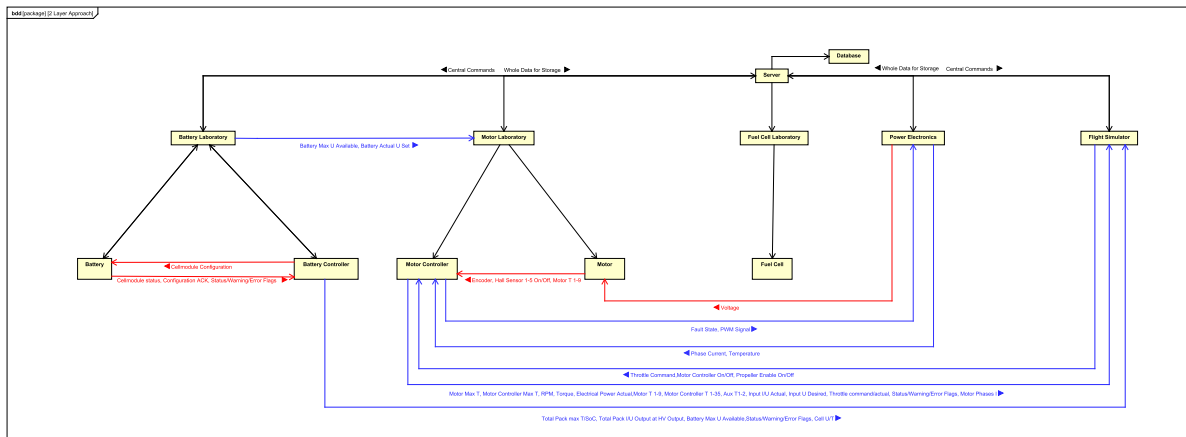 bdd [package] [2 Layer Approach]
Database
Central Commands Whole Data for Storage
Server
Whole Data for Storage Central Commands
Battery Laboratory
Motor Laboratory
Fuel Cell Laboratory
Power Electronics
Flight Simulator
Battery Max U Available, Battery Actual U Set
Battery
Cellmodule Configuration
Battery Controller
Motor Controller
Motor
Fuel Cell
Cellmodule status, Configuration ACK, Status/Warning/Error Flags
Encoder, Hall Sensor 1-5 On/Off, Motor T 1-9
Voltage
Fault State, PWM Signal
Phase Current, Temperature
Throttle Command,Motor Controller On/Off, Propeller Enable On/Off
Motor Max T, Motor Controller Max T, RPM, Torque, Electrical Power Actual,Motor T 1-9, Motor Controller T 1-35, Aux T1-2, Input I/U Actual, Input U Desired, Throttle command/actual, Status/Warning/Error Flags, Motor Phases I
Total Pack max T/SoC, Total Pack I/U Output at HV Output, Battery Max U Available,Status/Warning/Error Flags, Cell U/T